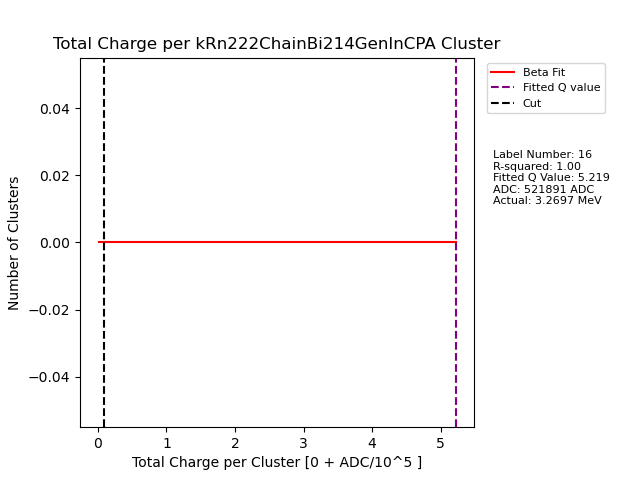 Total Charge per kRn222ChainBi214GenInCPA Cluster
Beta Fit
Fitted Q value
Cut
Label Number: 16
R-squared: 1.00
Fitted Q Value: 5.219
ADC: 521891 ADC
Actual: 3.2697 MeV
Number of Clusters
0.04
0.02
0.00
−0.02
−0.04
0 1 2 3 4 5
Total Charge per Cluster [0 + ADC/10^5 ]